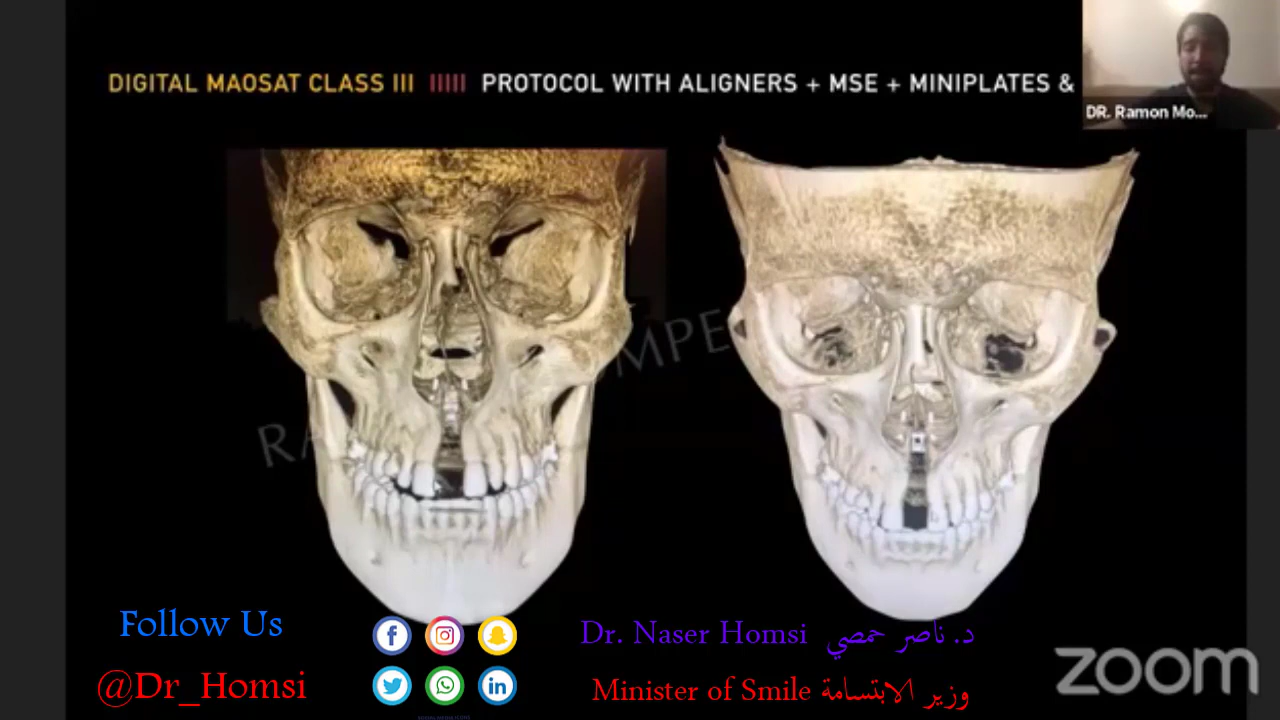 DIGITAL MAOSAT CLASS III IIIII PROTOCOL WITH ALIGNERS + MSE + MINIPLATES &
DR. Ramon Mo...
Follow Us
@Dr_Homsi
Dr. Naser Homsi د. ناصر حمصي
Minister of Smile وزير الابتسامة
zoom